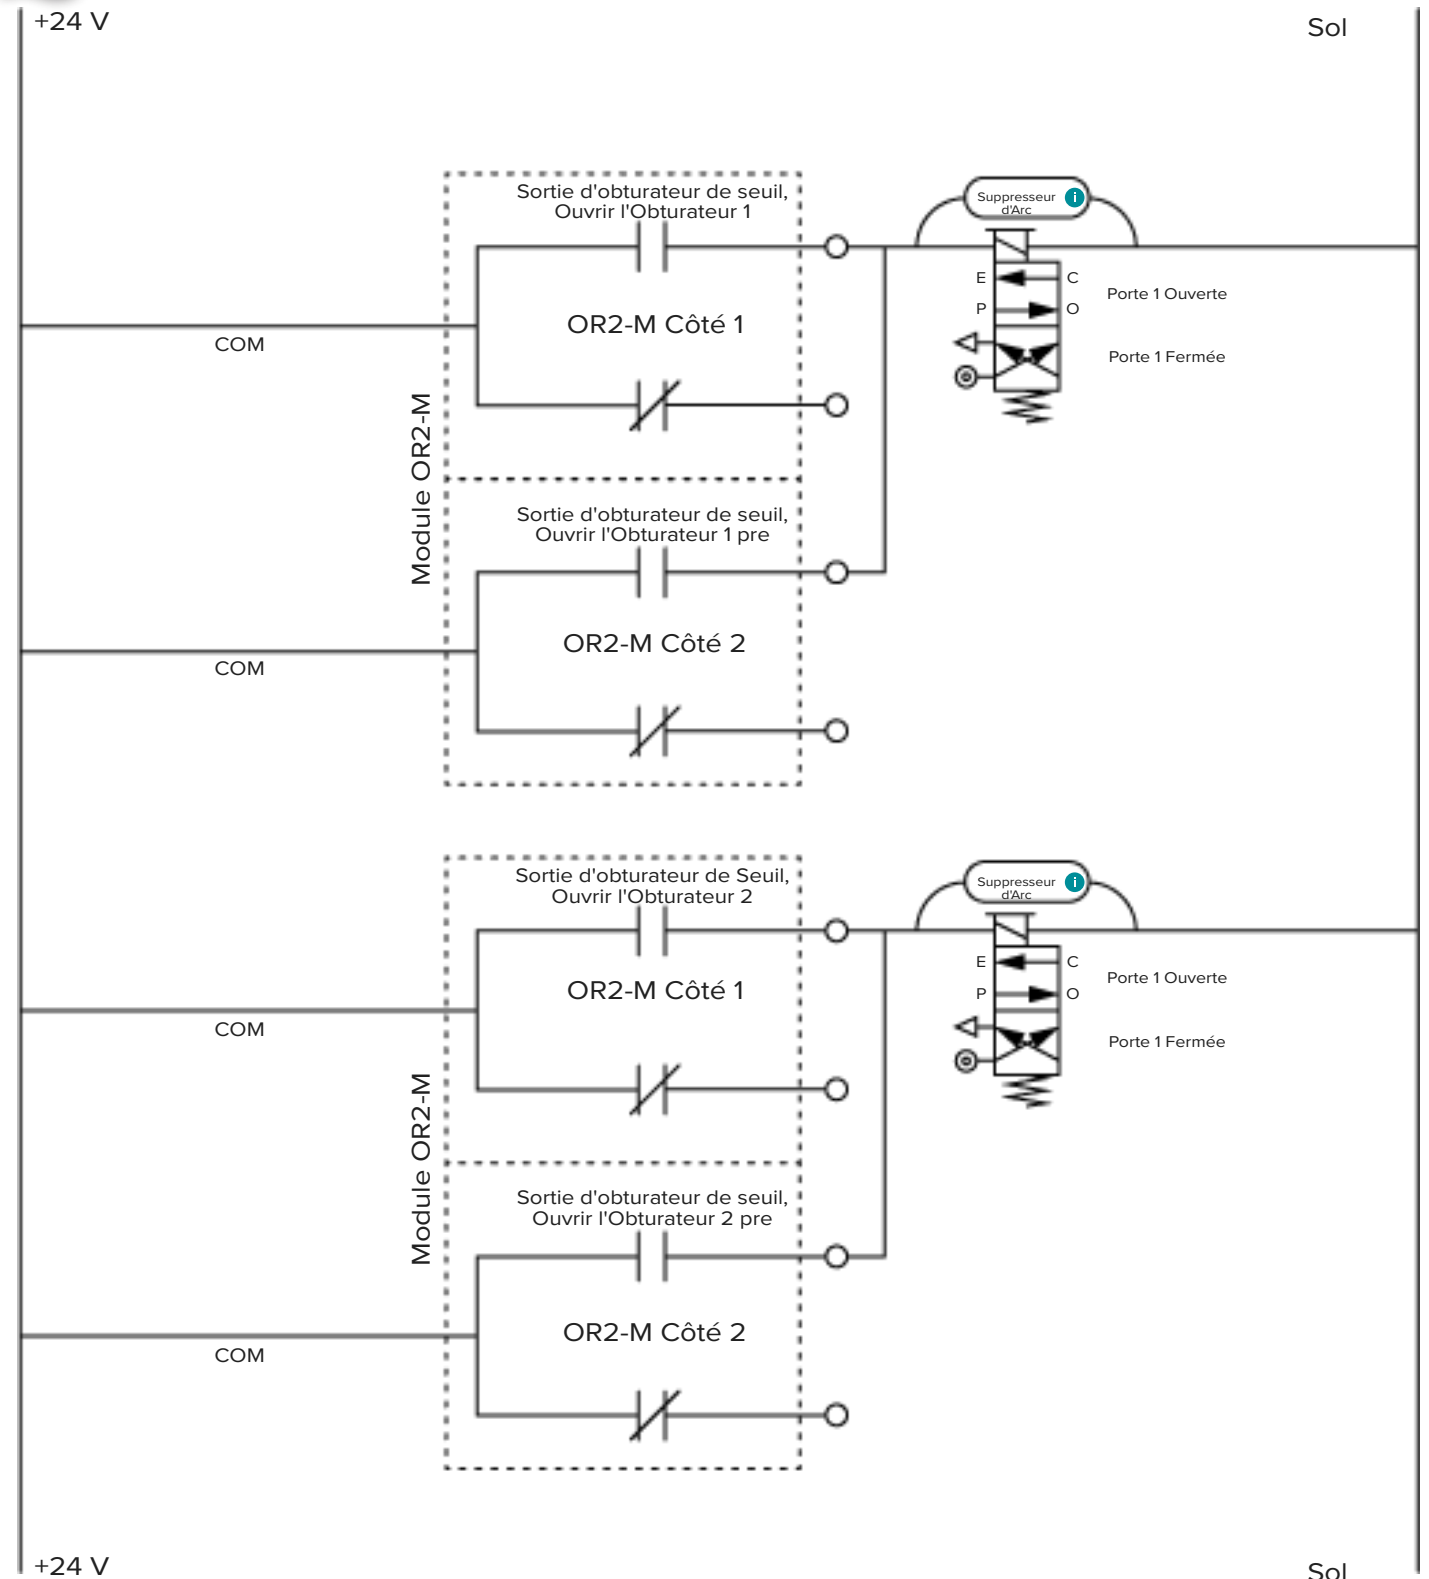 +24 V
Sol
Sortie d'obturateur de seuil,
Ouvrir l'Obturateur 1
Suppresseur
d'Arc
i
E
C
Porte 1 Ouverte
P
O
OR2-M Côté 1
COM
Porte 1 Fermée
Module OR2-M
Sortie d'obturateur de seuil,
Ouvrir l'Obturateur 1 pre
OR2-M Côté 2
COM
Sortie d'obturateur de Seuil,
Ouvrir l'Obturateur 2
Suppresseur
d'Arc
i
E
C
Porte 1 Ouverte
P
O
OR2-M Côté 1
COM
Porte 1 Fermée
Module OR2-M
Sortie d'obturateur de seuil,
Ouvrir l'Obturateur 2 pre
OR2-M Côté 2
COM
+24 V
Sol